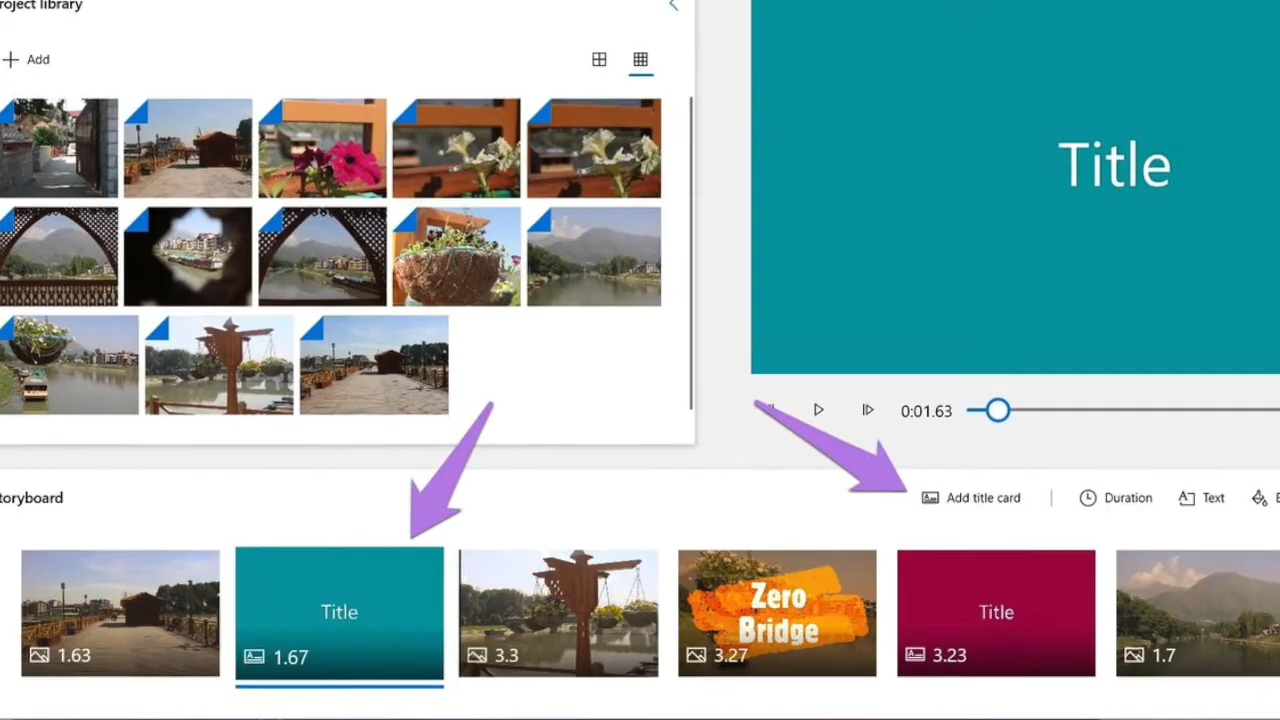 roject library
Add
Title
0:01.63
toryboard
Add title card
Duration
Text
1.63
Title
1.67
3.3
Zero
Bridge
3.27
Title
3.23
1.7